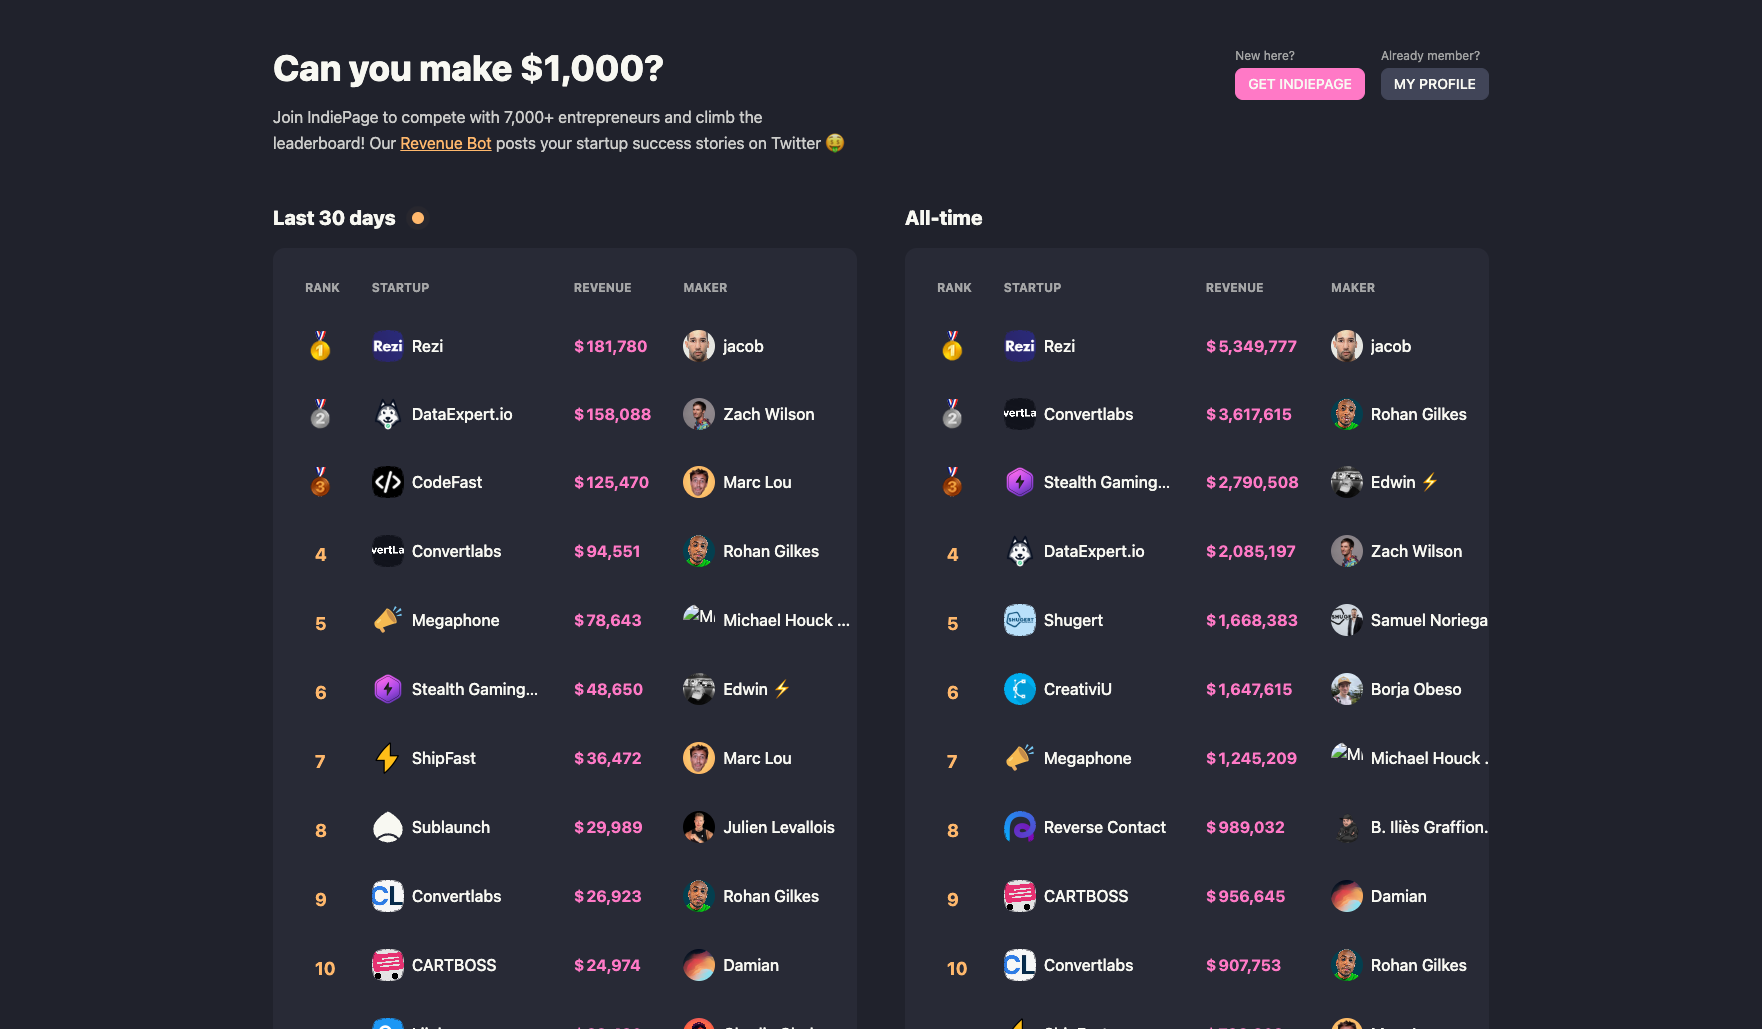 Can you make $1,000?
New here?
Already member?
GET INDIEPAGE
MY PROFILE
Join IndiePage to compete with 7,000+ entrepreneurs and climb the
leaderboard! Our Revenue Bot posts your startup success stories on Twitter 🤑
Last 30 days
RANK STARTUP REVENUE MAKER
🥇 Rezi Rezi $181,780 jacob
🥈 DataExpert.io $158,088 Zach Wilson
🥉 </> CodeFast $125,470 Marc Lou
4 vertLa Convertlabs $94,551 Rohan Gilkes
5 Megaphone $78,643 Mi Michael Houck ...
6 Stealth Gaming... $48,650 Edwin ⚡
7 ShipFast $36,472 Marc Lou
8 Sublaunch $29,989 Julien Levallois
9 CL Convertlabs $26,923 Rohan Gilkes
10 CARTBOSS $24,974 Damian
All-time
RANK STARTUP REVENUE MAKER
🥇 Rezi Rezi $5,349,777 jacob
🥈 vertLa Convertlabs $3,617,615 Rohan Gilkes
🥉 Stealth Gaming... $2,790,508 Edwin ⚡
4 DataExpert.io $2,085,197 Zach Wilson
5 SHUGERT Shugert $1,668,383 Samuel Noriega
6 CreativiU $1,647,615 Borja Obeso
7 Megaphone $1,245,209 Mi Michael Houck .
8 Reverse Contact $989,032 B. Iliès Graffion.
9 CARTBOSS $956,645 Damian
10 CL Convertlabs $907,753 Rohan Gilkes